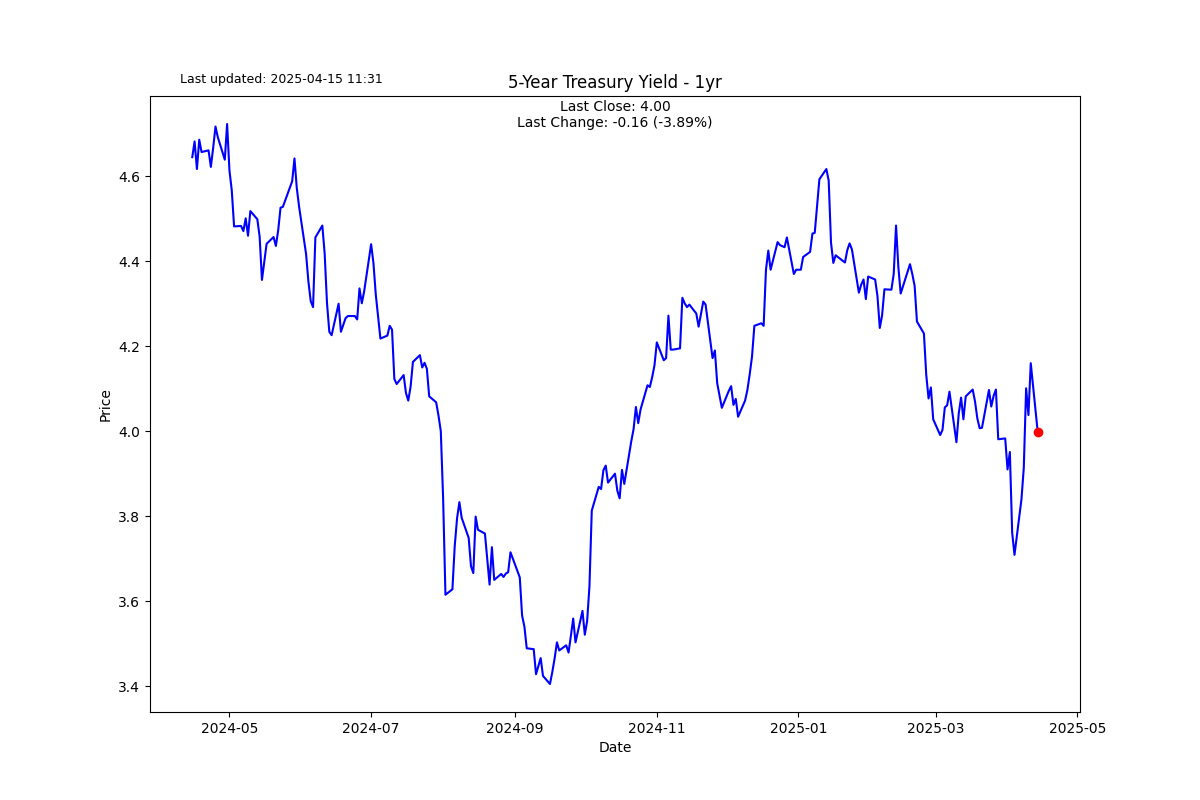 Last updated: 2025-04-15 11:31
5-Year Treasury Yield - 1yr
Last Close: 4.00
Last Change: -0.16 (-3.89%)
4.6
4.4
4.2
4.0
3.8
3.6
3.4
Price
2024-05
2024-07
2024-09
2024-11
2025-01
2025-03
2025-05
Date